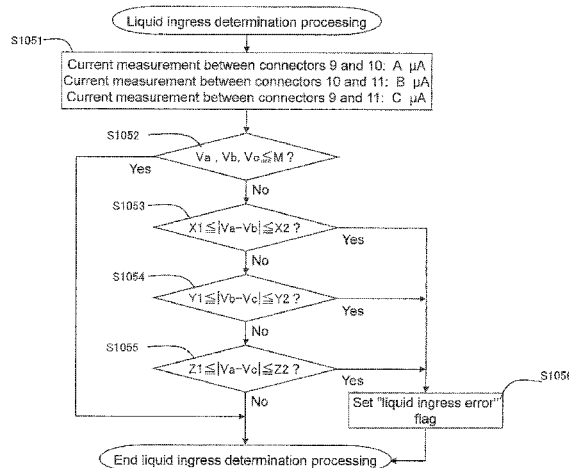 Liquid ingress determination processing
S1051
Current measurement between connectors 9 and 10: A µA
Current measurement between connectors 10 and 11: B µA
Current measurement between connectors 9 and 11: C µA
S1052
Va , Vb, Vc≦M ?
Yes
No
S1053
X1≦|Va−Vb|≦X2 ?
Yes
No
S1054
Y1≦|Vb−Vc|≦Y2 ?
Yes
No
S1055
Z1≦|Va−Vc|≦Z2 ?
Yes
No
S1056
Set "liquid ingress error"
flag
End liquid ingress determination processing